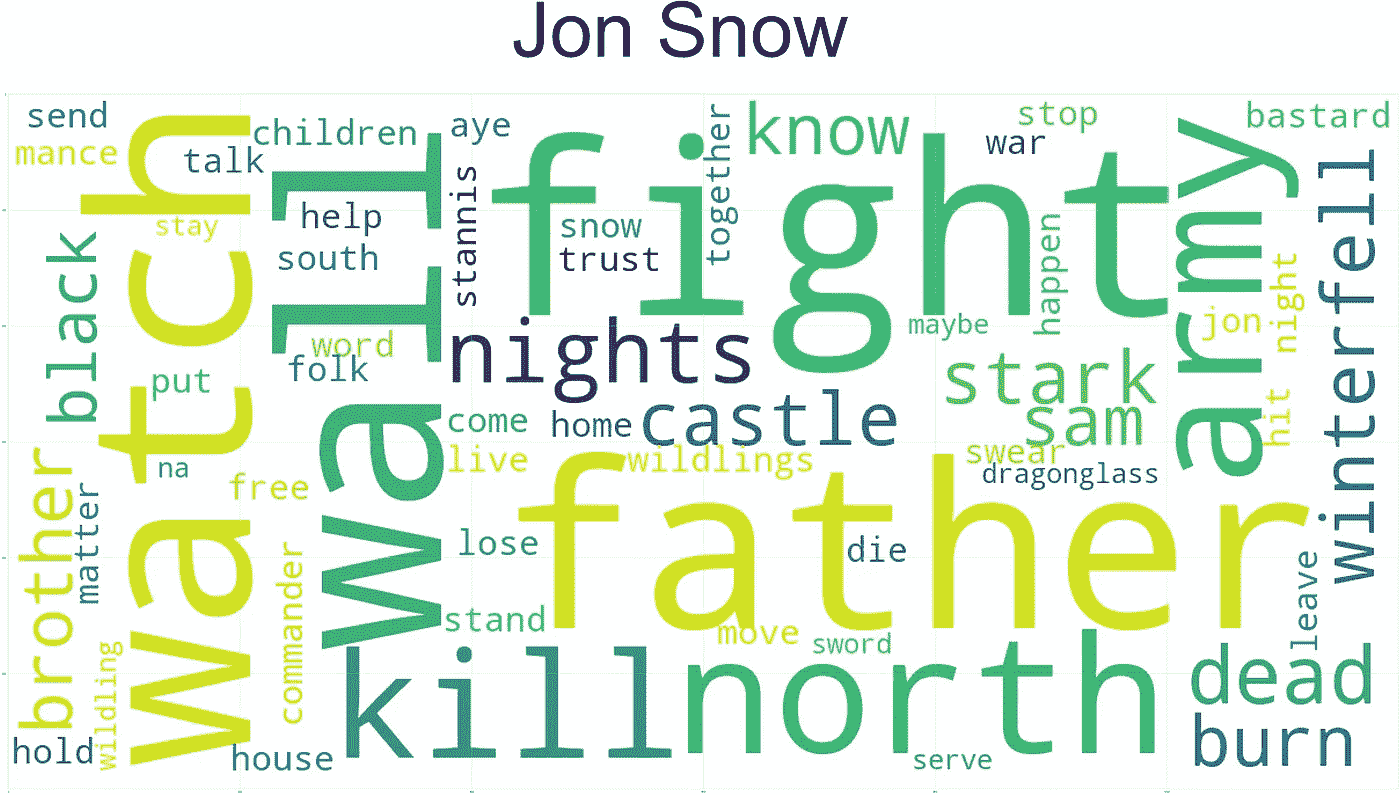 Jon Snow
send
mance
talk
children
aye
know
stop
war
bastard
watch
wall
fight
together
army
stay
help
south
stannis
snow
trust
happen
black
word
folk
put
nights
maybe
jon
night
winterfell
stark
sam
hit
castle
home
come
live
wildlings
swear
dragonglass
na
free
brother
matter
father
lose
die
stand
commander
move
sword
leave
wildling
kill
north
dead
burn
hold
house
serve